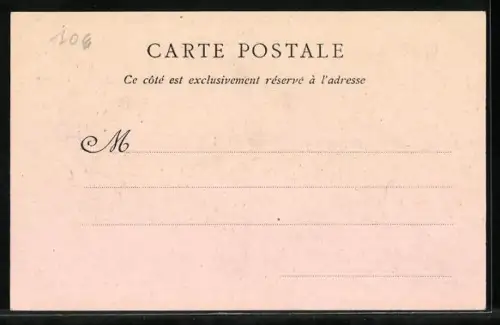 106
CARTE POSTALE
Ce côté est exclusivement réservé à l'adresse
M